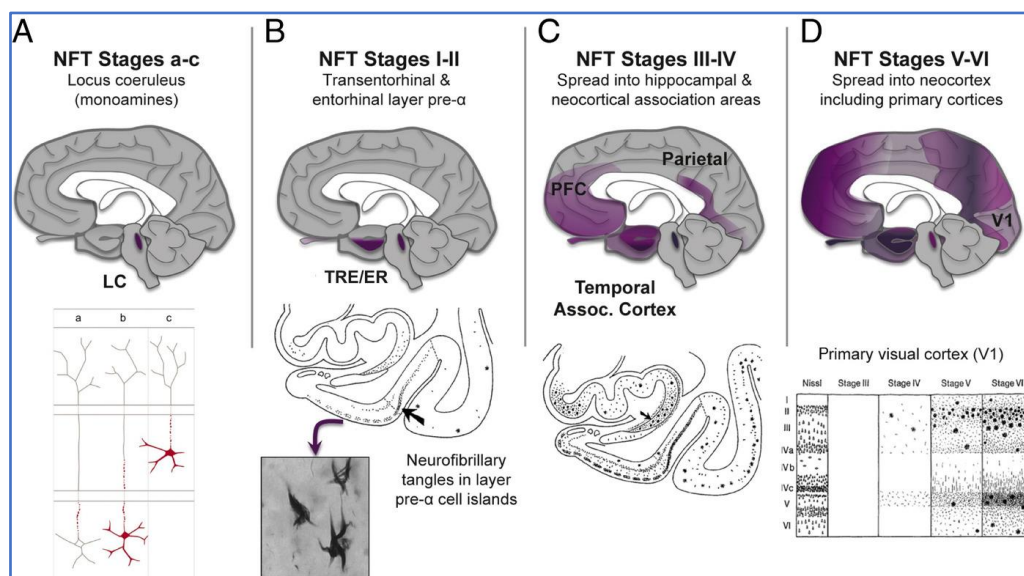 A
NFT Stages a-c
Locus coeruleus
(monoamines)
LC
a b c
B
NFT Stages I-II
Transentorhinal &
entorhinal layer pre-α
TRE/ER
Neurofibrillary
tangles in layer
pre-α cell islands
C
NFT Stages III-IV
Spread into hippocampal &
neocortical association areas
Parietal
PFC
Temporal
Assoc. Cortex
D
NFT Stages V-VI
Spread into neocortex
including primary cortices
V1
Primary visual cortex (V1)
Nissl Stage III Stage IV Stage V Stage VI
I
II
III
IVa
IVb
IVc
V
VI